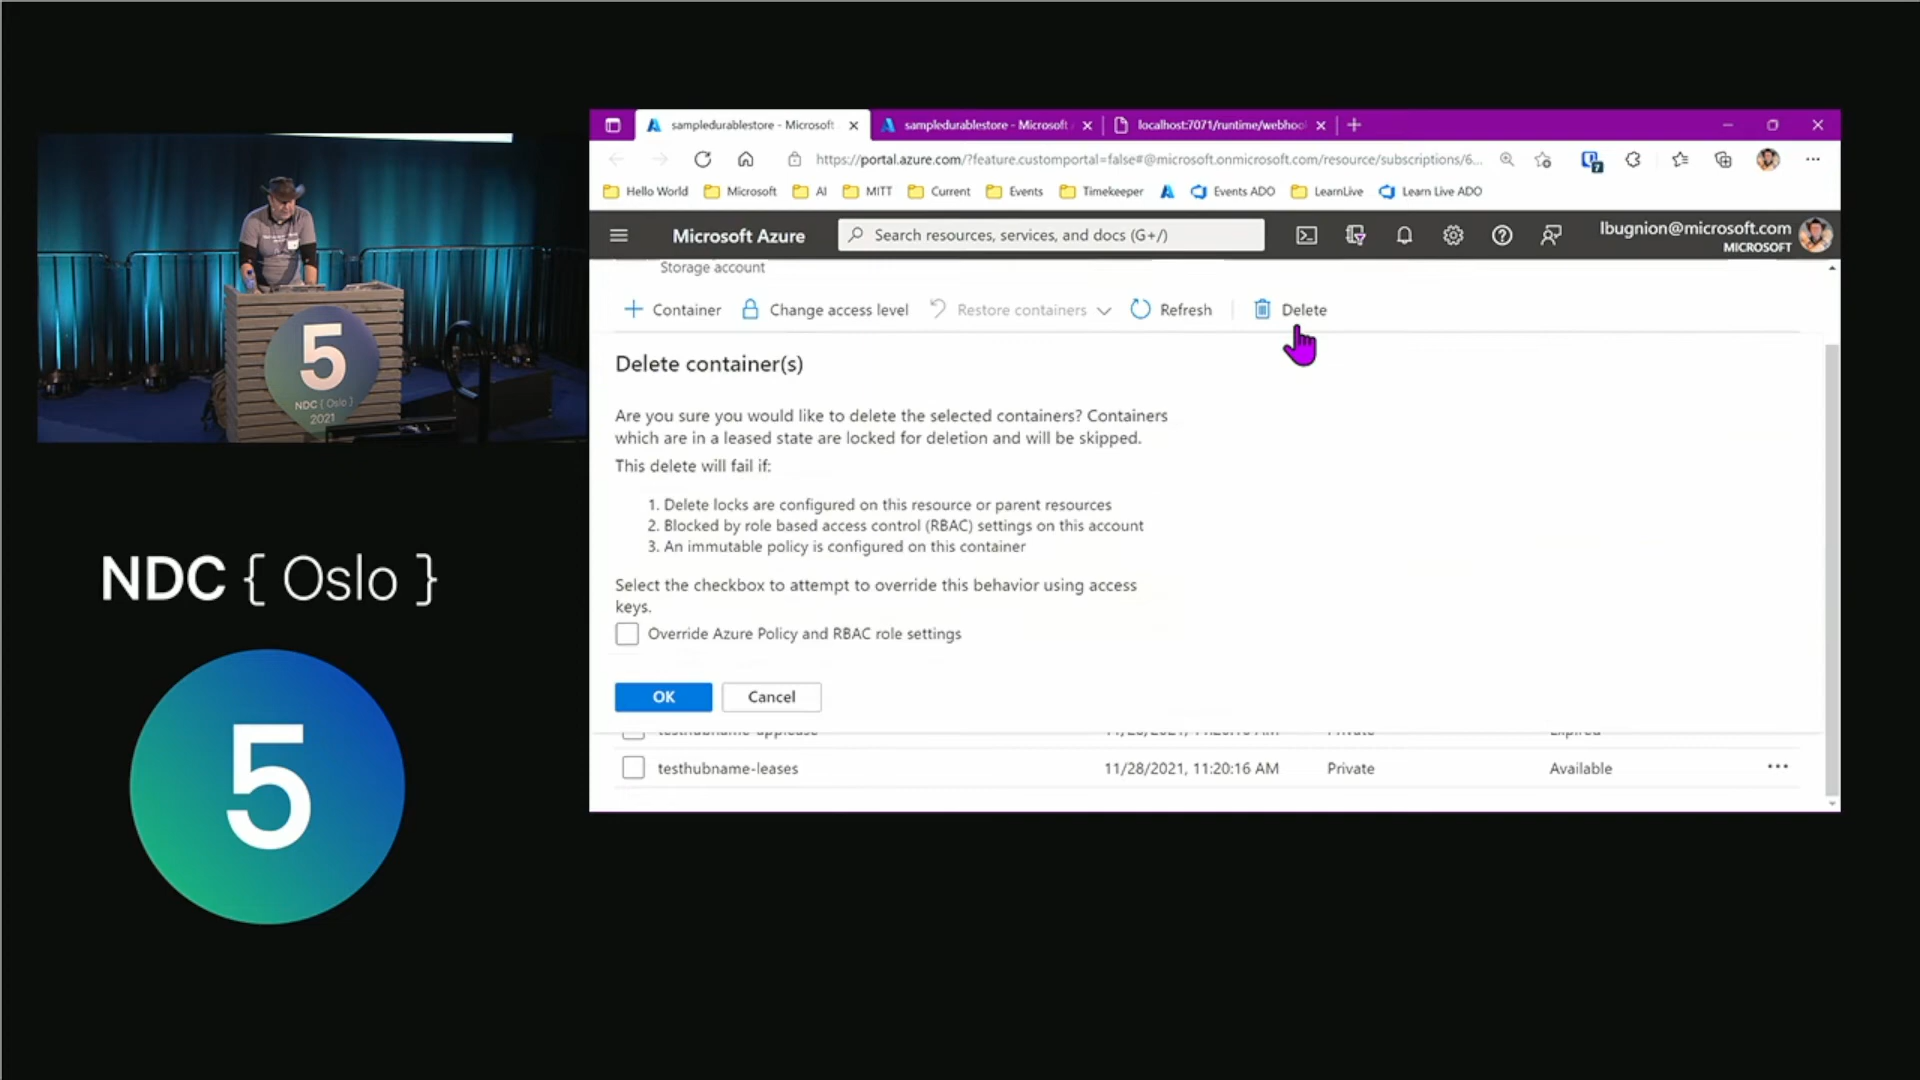 sampledurablestore - Microsoft
sampledurablestore - Microsoft
localhost:7071/runtime/webhoo
https://portal.azure.com/?feature.customportal=false#@microsoft.onmicrosoft.com/resource/subscriptions/6...
Hello World
Microsoft
AI
MITT
Current
Events
Timekeeper
Events ADO
LearnLive
Learn Live ADO
Microsoft Azure
Search resources, services, and docs (G+/)
lbugnion@microsoft.com
MICROSOFT
Storage account
Container
Change access level
Restore containers
Refresh
Delete
Delete container(s)
Are you sure you would like to delete the selected containers? Containers
which are in a leased state are locked for deletion and will be skipped.
This delete will fail if:
1. Delete locks are configured on this resource or parent resources
2. Blocked by role based access control (RBAC) settings on this account
3. An immutable policy is configured on this container
Select the checkbox to attempt to override this behavior using access
keys.
Override Azure Policy and RBAC role settings
OK
Cancel
testhubname-leases
11/28/2021, 11:20:16 AM
Private
Available
5
NDC { Oslo }
2021
NDC { Oslo }
5